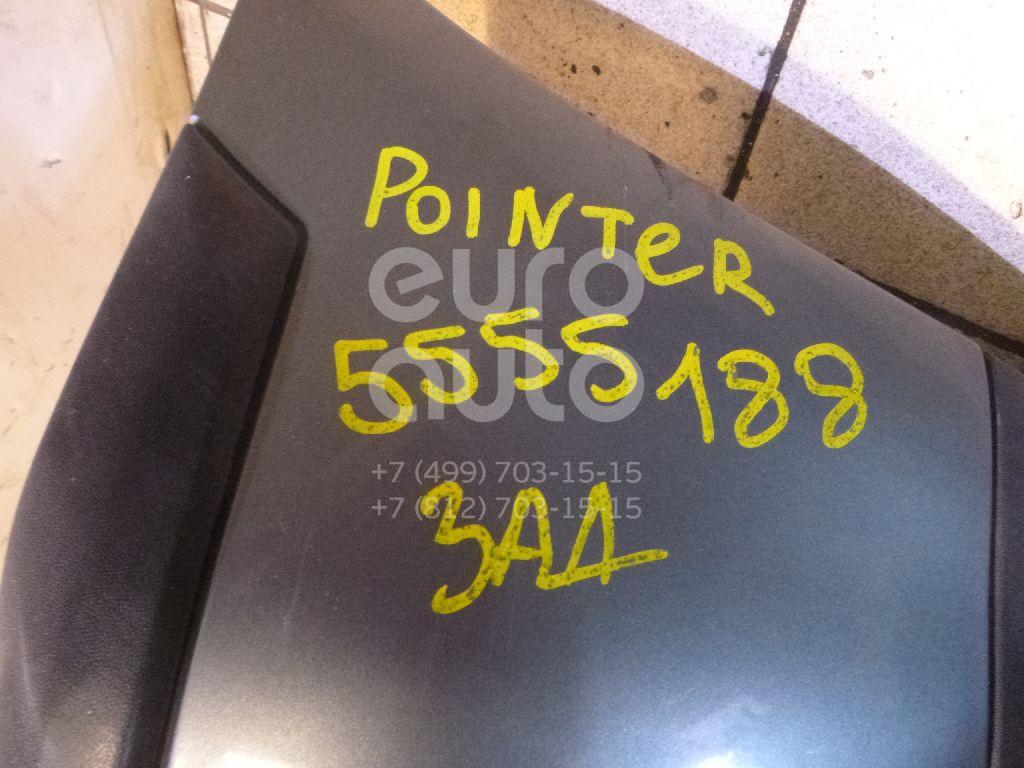 POINTeR
euro
auto
5555188
+7 (499) 703-15-15
+7 (812) 703-15-15
ЗАД